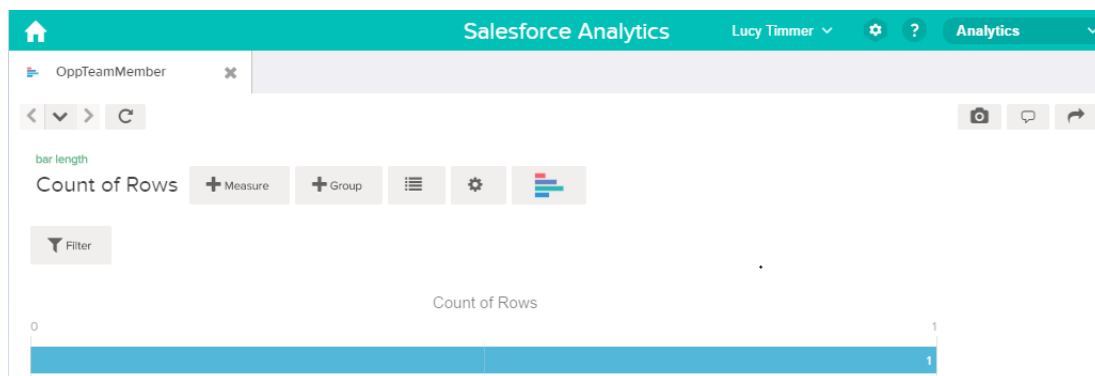 Salesforce Analytics Lucy Timmer ? Analytics
OppTeamMember
bar length
Count of Rows Measure Group
Filter
Count of Rows
0 1
1